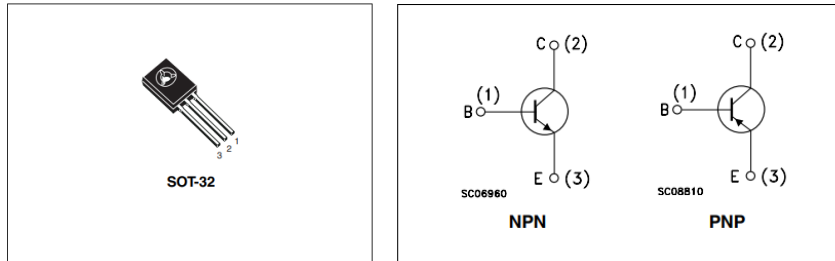 3
2
1
SOT-32
C (2)
(1)
B
E (3)
SC06960
NPN
C (2)
(1)
B
E (3)
SC08810
PNP